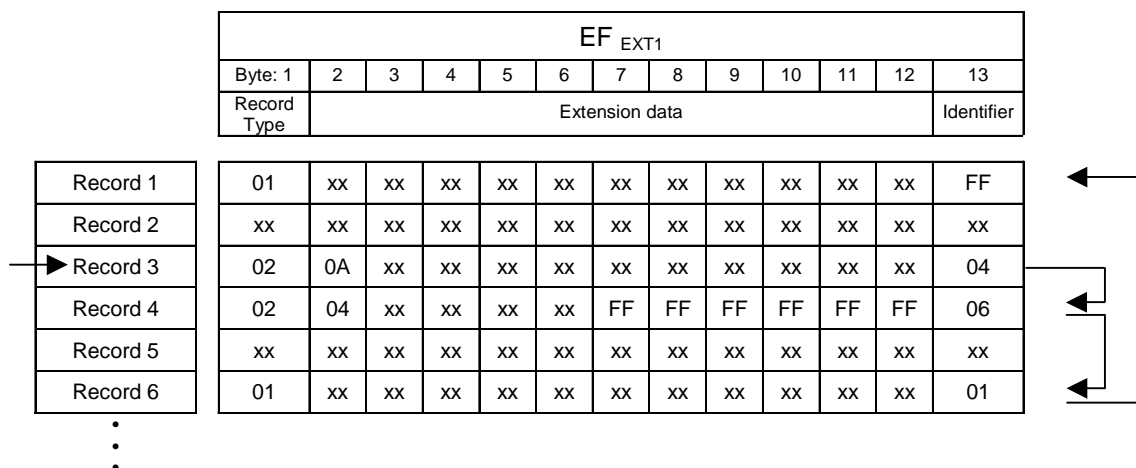 EF EXT1
Byte: 1 2 3 4 5 6 7 8 9 10 11 12 13
Record Type Extension data Identifier
Record 1 01 xx xx xx xx xx xx xx xx xx xx xx FF
Record 2 xx xx xx xx xx xx xx xx xx xx xx xx xx
Record 3 02 0A xx xx xx xx xx xx xx xx xx xx 04
Record 4 02 04 xx xx xx xx FF FF FF FF FF FF 06
Record 5 xx xx xx xx xx xx xx xx xx xx xx xx xx
Record 6 01 xx xx xx xx xx xx xx xx xx xx xx 01